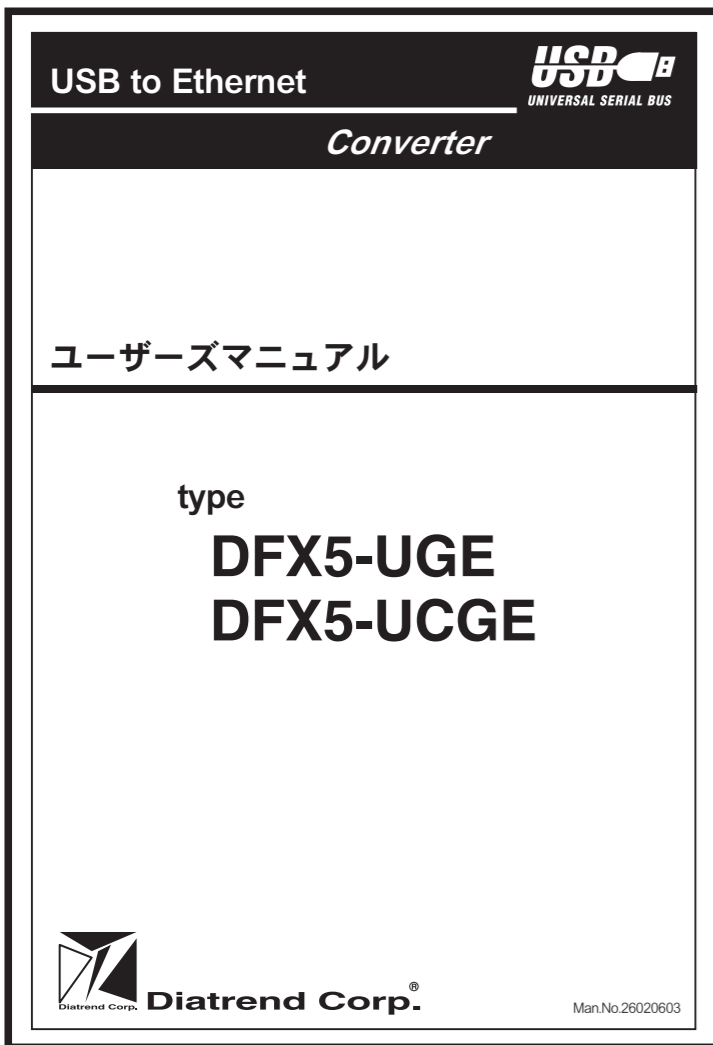 USB to Ethernet
USB
UNIVERSAL SERIAL BUS
Converter
ユーザーズマニュアル
type
DFX5-UGE
DFX5-UCGE
Diatrend Corp.
Diatrend Corp.®
Man.No.26020603